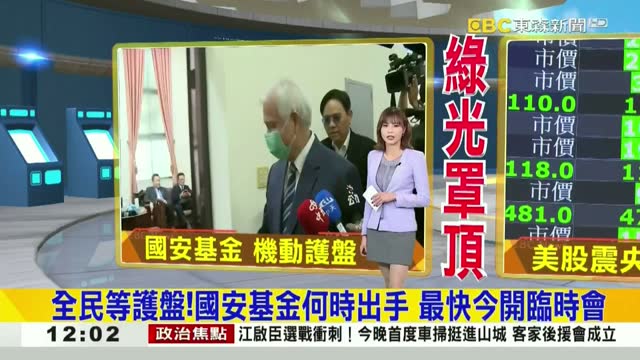 EBC 東森新聞 HD
綠光罩頂
市價
市價
110.0
市價
118.0
市價
481.0
市價
國安基金 機動護盤
美股震央
全民等護盤!國安基金何時出手 最快今開臨時會
12:02 政治焦點 江啟臣選戰衝刺！今晚首度車掃挺進山城 客家後援會成立